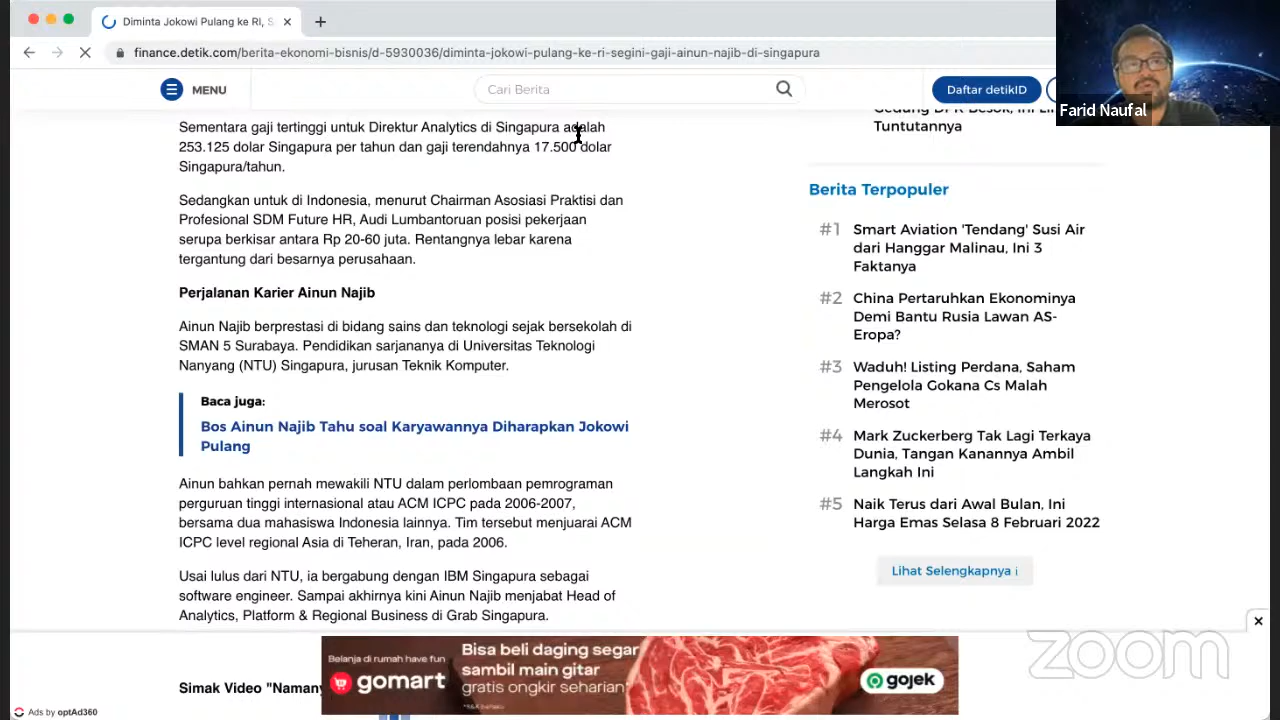 Diminta Jokowi Pulang ke RI, S
finance.detik.com/berita-ekonomi-bisnis/d-5930036/diminta-jokowi-pulang-ke-ri-segini-gaji-ainun-najib-di-singapura
MENU
Cari Berita
Daftar detikID
Farid Naufal
Sementara gaji tertinggi untuk Direktur Analytics di Singapura adalah
253.125 dolar Singapura per tahun dan gaji terendahnya 17.500 dolar
Singapura/tahun.
Sedangkan untuk di Indonesia, menurut Chairman Asosiasi Praktisi dan
Profesional SDM Future HR, Audi Lumbantoruan posisi pekerjaan
serupa berkisar antara Rp 20-60 juta. Rentangnya lebar karena
tergantung dari besarnya perusahaan.
Perjalanan Karier Ainun Najib
Ainun Najib berprestasi di bidang sains dan teknologi sejak bersekolah di
SMAN 5 Surabaya. Pendidikan sarjananya di Universitas Teknologi
Nanyang (NTU) Singapura, jurusan Teknik Komputer.
Baca juga:
Bos Ainun Najib Tahu soal Karyawannya Diharapkan Jokowi
Pulang
Ainun bahkan pernah mewakili NTU dalam perlombaan pemrograman
perguruan tinggi internasional atau ACM ICPC pada 2006-2007,
bersama dua mahasiswa Indonesia lainnya. Tim tersebut menjuarai ACM
ICPC level regional Asia di Teheran, Iran, pada 2006.
Usai lulus dari NTU, ia bergabung dengan IBM Singapura sebagai
software engineer. Sampai akhirnya kini Ainun Najib menjabat Head of
Analytics, Platform & Regional Business di Grab Singapura.
Simak Video "Namany
Gedung DPR Besok, Ini
Tuntutannya
Berita Terpopuler
#1 Smart Aviation 'Tendang' Susi Air
dari Hanggar Malinau, Ini 3
Faktanya
#2 China Pertaruhkan Ekonominya
Demi Bantu Rusia Lawan AS-
Eropa?
#3 Waduh! Listing Perdana, Saham
Pengelola Gokana Cs Malah
Merosot
#4 Mark Zuckerberg Tak Lagi Terkaya
Dunia, Tangan Kanannya Ambil
Langkah Ini
#5 Naik Terus dari Awal Bulan, Ini
Harga Emas Selasa 8 Februari 2022
Lihat Selengkapnya
Belanja di rumah have fun
gomart
Bisa beli daging segar
sambil main gitar
gratis ongkir seharian*
gojek
zoom
Ads by optAd360